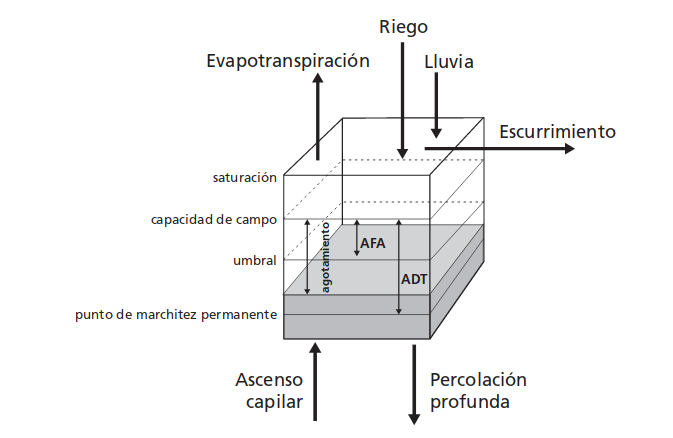 Riego
Evapotranspiración
Lluvia
Escurrimiento
saturación
capacidad de campo
agotamiento
AFA
umbral
ADT
punto de marchitez permanente
Ascenso
capilar
Percolación
profunda